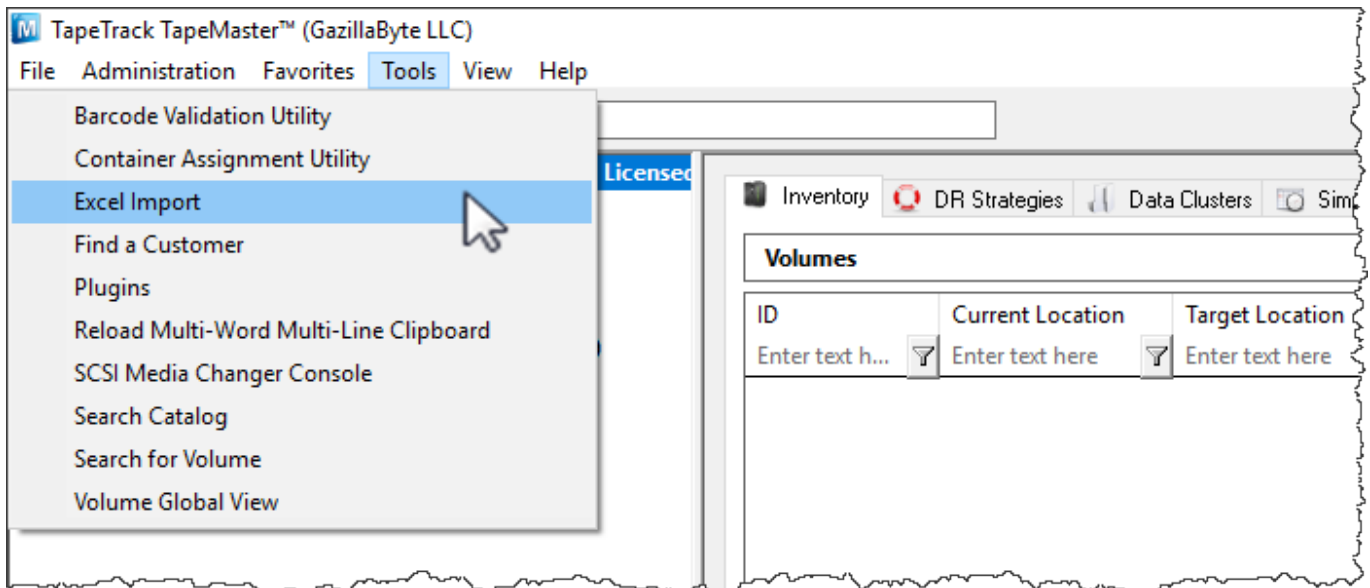 TapeTrack TapeMaster™ (GazillaByte LLC)
File Administration Favorites Tools View Help
Barcode Validation Utility
Container Assignment Utility
Excel Import
Find a Customer
Plugins
Reload Multi-Word Multi-Line Clipboard
SCSI Media Changer Console
Search Catalog
Search for Volume
Volume Global View
Licensed
Inventory DR Strategies Data Clusters
Volumes
ID Current Location Target Location
Enter text h... Enter text here Enter text here